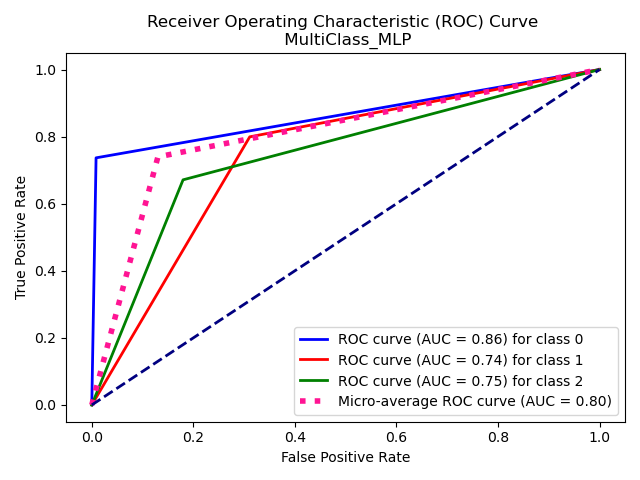 Receiver Operating Characteristic (ROC) Curve
MultiClass_MLP
1.0
0.8
0.6
0.4
0.2
0.0
True Positive Rate
ROC curve (AUC = 0.86) for class 0
ROC curve (AUC = 0.74) for class 1
ROC curve (AUC = 0.75) for class 2
Micro-average ROC curve (AUC = 0.80)
0.0 0.2 0.4 0.6 0.8 1.0
False Positive Rate